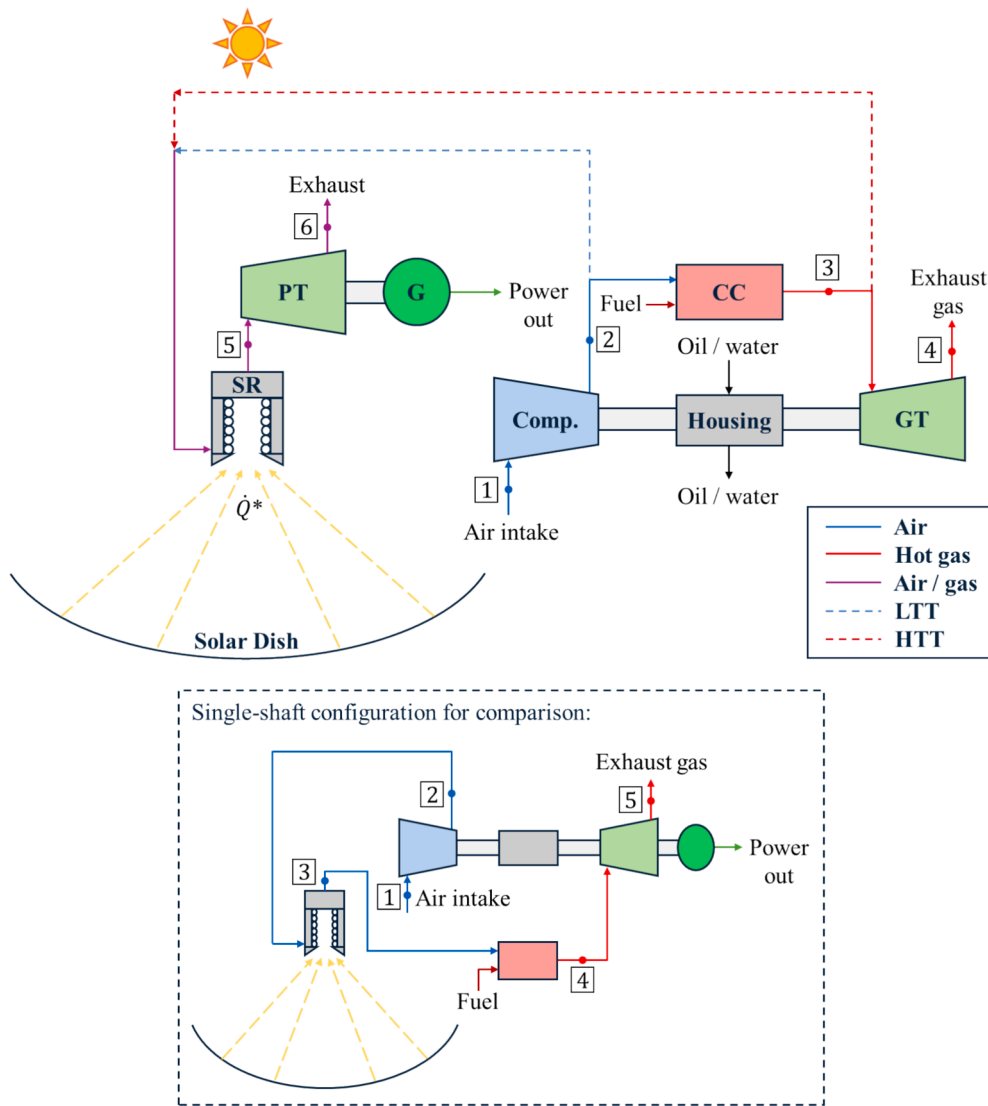 Exhaust
6
PT
G
Power
out
5
SR
Q̇*
Solar Dish
3
CC
Fuel
2
Exhaust
gas
4
Oil / water
Comp.
Housing
GT
1
Oil / water
Air intake
Air
Hot gas
Air / gas
LTT
HTT
Single-shaft configuration for comparison:
2
Exhaust gas
5
3
1
Air intake
Power
out
4
Fuel